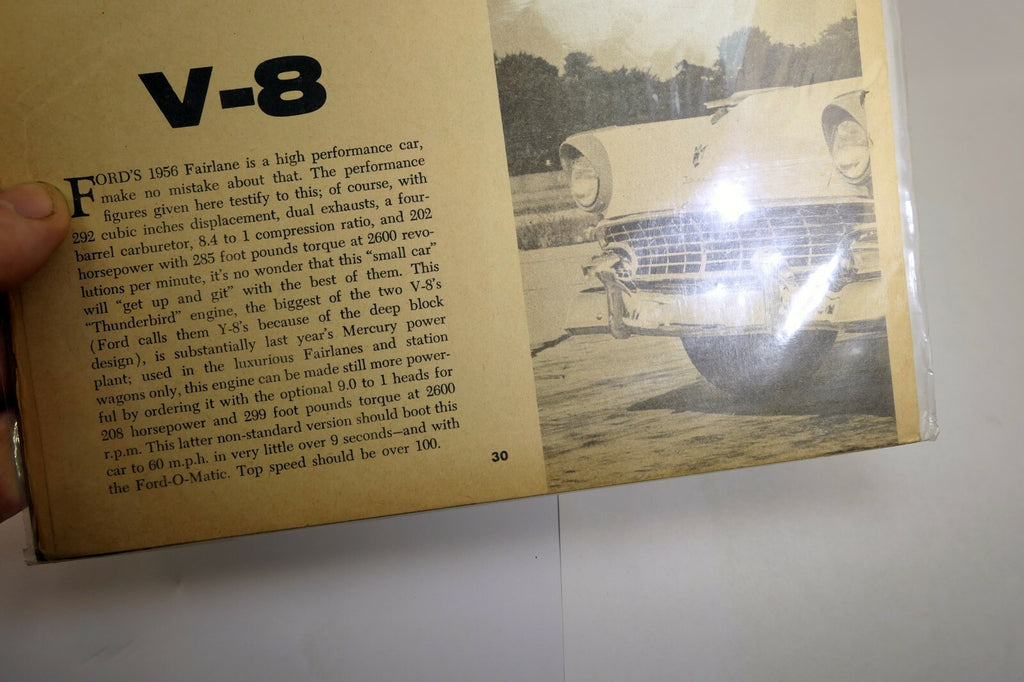 V-8
FORD'S 1956 Fairlane is a high performance car,
make no mistake about that. The performance
figures given here testify to this; of course, with
292 cubic inches displacement, dual exhausts, a four-
barrel carburetor, 8.4 to 1 compression ratio, and 202
horsepower with 285 foot pounds torque at 2600 revo-
lutions per minute, it's no wonder that this "small car"
will "get up and git" with the best of them. This
"Thunderbird" engine, the biggest of the two V-8's
(Ford calls them Y-8's because of the deep block
design), is substantially last year's Mercury power
plant; used in the luxurious Fairlanes and station
wagons only, this engine can be made still more power-
ful by ordering it with the optional 9.0 to 1 heads for
208 horsepower and 299 foot pounds torque at 2600
r.p.m. This latter non-standard version should boot this
car to 60 m.p.h. in very little over 9 seconds—and with
the Ford-O-Matic. Top speed should be over 100.
30